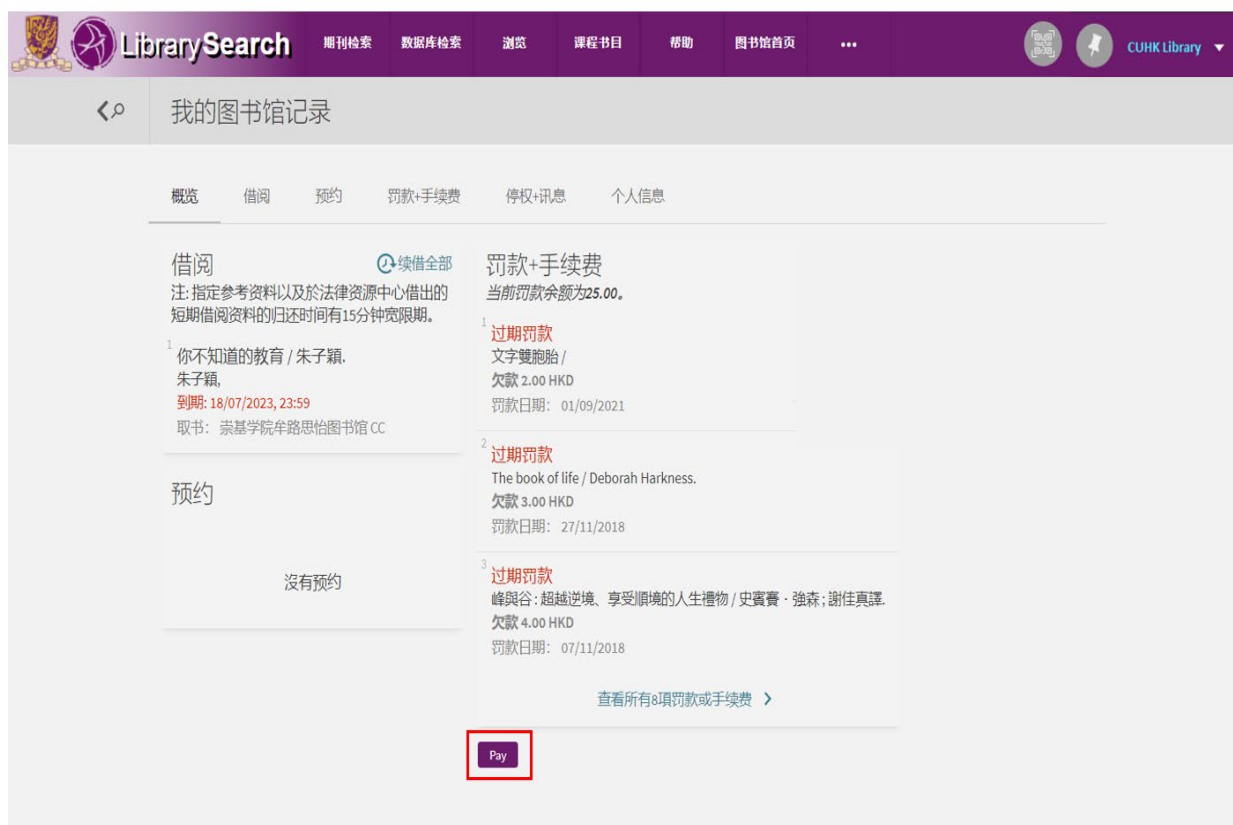 LibrarySearch 期刊检索 数据库检索 浏览 课程书目 帮助 图书馆首页 ••• CUHK Library
我的图书馆记录
概览 借阅 预约 罚款+手续费 停权+讯息 个人信息
借阅 续借全部
注: 指定参考资料以及於法律资源中心借出的
短期借阅资料的归还时间有15分钟宽限期。
1
你不知道的教育 / 朱子穎.
朱子穎,
到期: 18/07/2023, 23:59
取书: 崇基学院牟路思怡图书馆 CC
预约
沒有预约
罚款+手续费
当前罚款余额为25.00。
1
过期罚款
文字雙胞胎 /
欠款 2.00 HKD
罚款日期: 01/09/2021
2
过期罚款
The book of life / Deborah Harkness.
欠款 3.00 HKD
罚款日期: 27/11/2018
3
过期罚款
峰與谷 : 超越逆境、享受順境的人生禮物 / 史賓賽 · 強森 ; 謝佳真譯.
欠款 4.00 HKD
罚款日期: 07/11/2018
查看所有8項罚款或手续费
Pay